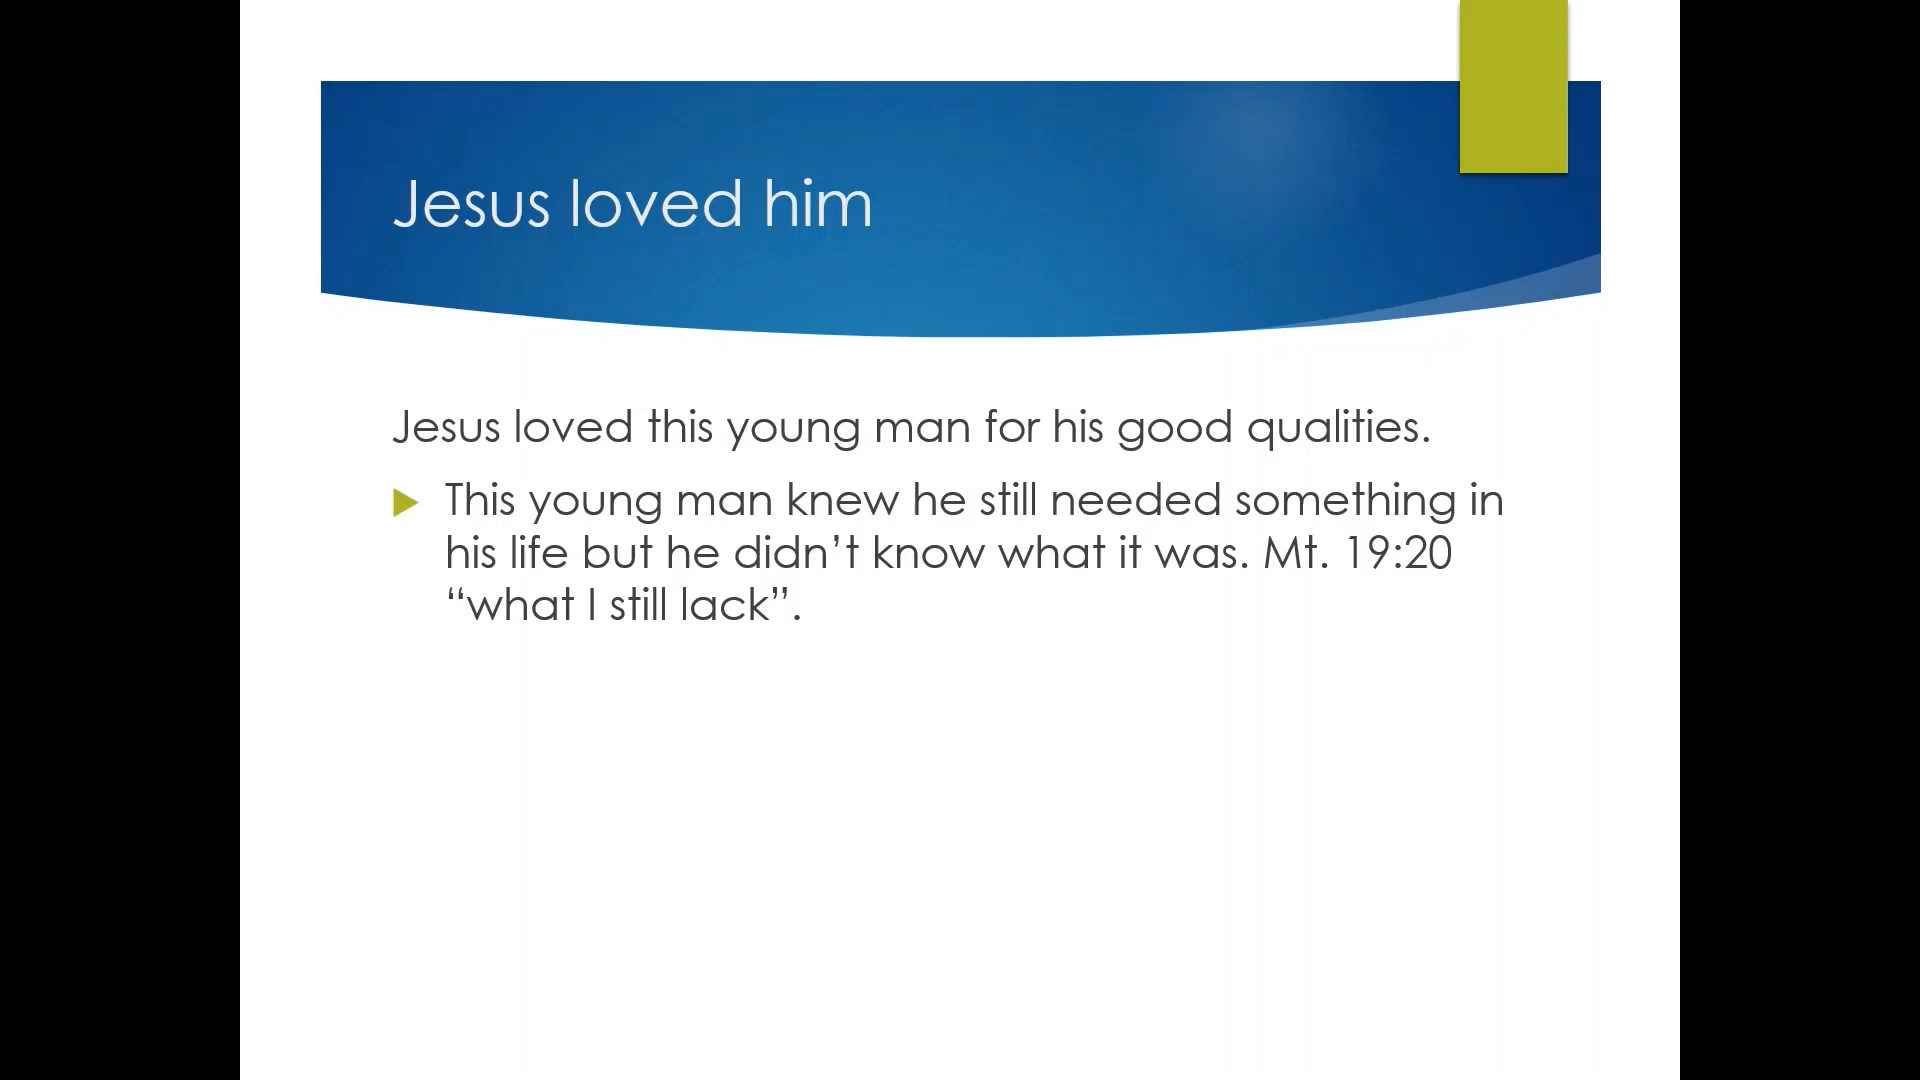 Jesus loved him
Jesus loved this young man for his good qualities.
This young man knew he still needed something in
his life but he didn’t know what it was. Mt. 19:20
“what I still lack”.